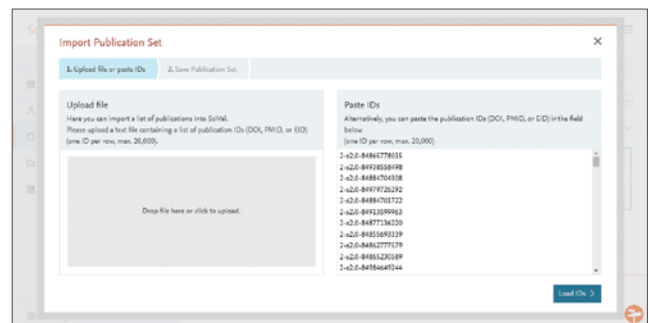 Import Publication Set
1. Upload file or paste IDs
2. Save Publication Set
Upload file
Here you can import a list of publications into SciVal.
Please upload a text file containing a list of publication IDs (DOI, PMID, or EID)
(one ID per row, max. 20,000).
Drop file here or click to upload.
Paste IDs
Alternatively, you can paste the publication IDs (DOI, PMID, or EID) in the field
below
(one ID per row, max. 20,000)
2-s2.0-84865778015
2-s2.0-84938558498
2-s2.0-84884704308
2-s2.0-84979726292
2-s2.0-84884701722
2-s2.0-84913599963
2-s2.0-84877136220
2-s2.0-84855693339
2-s2.0-84862777579
2-s2.0-84865230589
2-s2.0-84984649244
Load IDs